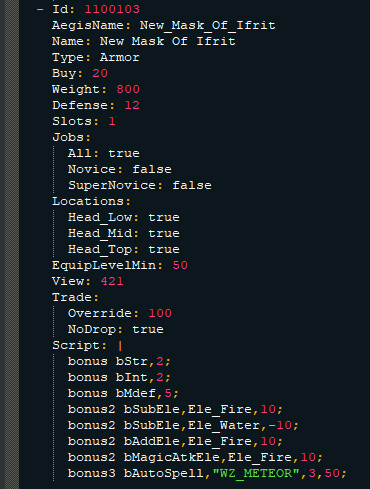 - Id: 1100103
AegisName: New_Mask_Of_Ifrit
Name: New Mask Of Ifrit
Type: Armor
Buy: 20
Weight: 800
Defense: 12
Slots: 1
Jobs:
All: true
Novice: false
SuperNovice: false
Locations:
Head_Low: true
Head_Mid: true
Head_Top: true
EquipLevelMin: 50
View: 421
Trade:
Override: 100
NoDrop: true
Script: |
bonus bStr,2;
bonus bInt,2;
bonus bMdef,5;
bonus2 bSubEle,Ele_Fire,10;
bonus2 bSubEle,Ele_Water,-10;
bonus2 bAddEle,Ele_Fire,10;
bonus2 bMagicAtkEle,Ele_Fire,10;
bonus3 bAutoSpell,"WZ_METEOR",3,50;